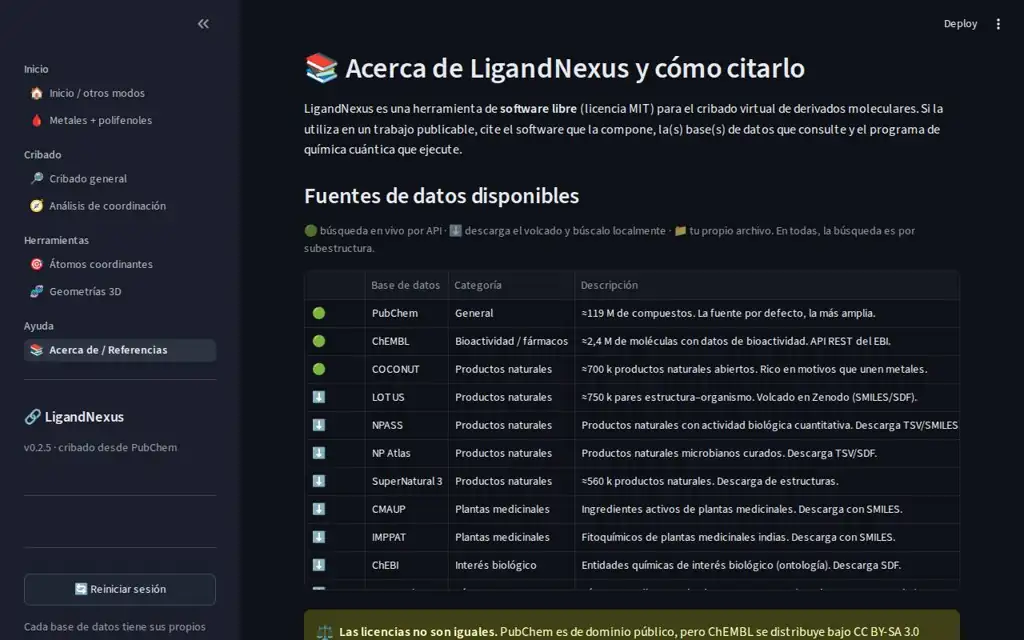 Deploy
Inicio
Inicio / otros modos
Metales + polifenoles
Cribado
Cribado general
Análisis de coordinación
Herramientas
Átomos coordinantes
Geometrías 3D
Ayuda
Acerca de / Referencias
LigandNexus
v0.2.5 · cribado desde PubChem
Reiniciar sesión
Cada base de datos tiene sus propios
Acerca de LigandNexus y cómo citarlo
LigandNexus es una herramienta de software libre (licencia MIT) para el cribado virtual de derivados moleculares. Si la
utiliza en un trabajo publicable, cite el software que la compone, la(s) base(s) de datos que consulte y el programa de
química cuántica que ejecute.
Fuentes de datos disponibles
búsqueda en vivo por API · descarga el volcado y búscalo localmente · tu propio archivo. En todas, la búsqueda es por
subestructura.
Base de datos Categoría Descripción
PubChem General ≈119 M de compuestos. La fuente por defecto, la más amplia.
ChEMBL Bioactividad / fármacos ≈2,4 M de moléculas con datos de bioactividad. API REST del EBI.
COCONUT Productos naturales ≈700 k productos naturales abiertos. Rico en motivos que unen metales.
LOTUS Productos naturales ≈750 k pares estructura–organismo. Volcado en Zenodo (SMILES/SDF).
NPASS Productos naturales Productos naturales con actividad biológica cuantitativa. Descarga TSV/SMILES
NP Atlas Productos naturales Productos naturales microbianos curados. Descarga TSV/SDF.
SuperNatural 3 Productos naturales ≈560 k productos naturales. Descarga de estructuras.
CMAUP Plantas medicinales Ingredientes activos de plantas medicinales. Descarga con SMILES.
IMPPAT Plantas medicinales Fitoquímicos de plantas medicinales indias. Descarga con SMILES.
ChEBI Interés biológico Entidades químicas de interés biológico (ontología). Descarga SDF.
Las licencias no son iguales. PubChem es de dominio público, pero ChEMBL se distribuye bajo CC BY-SA 3.0